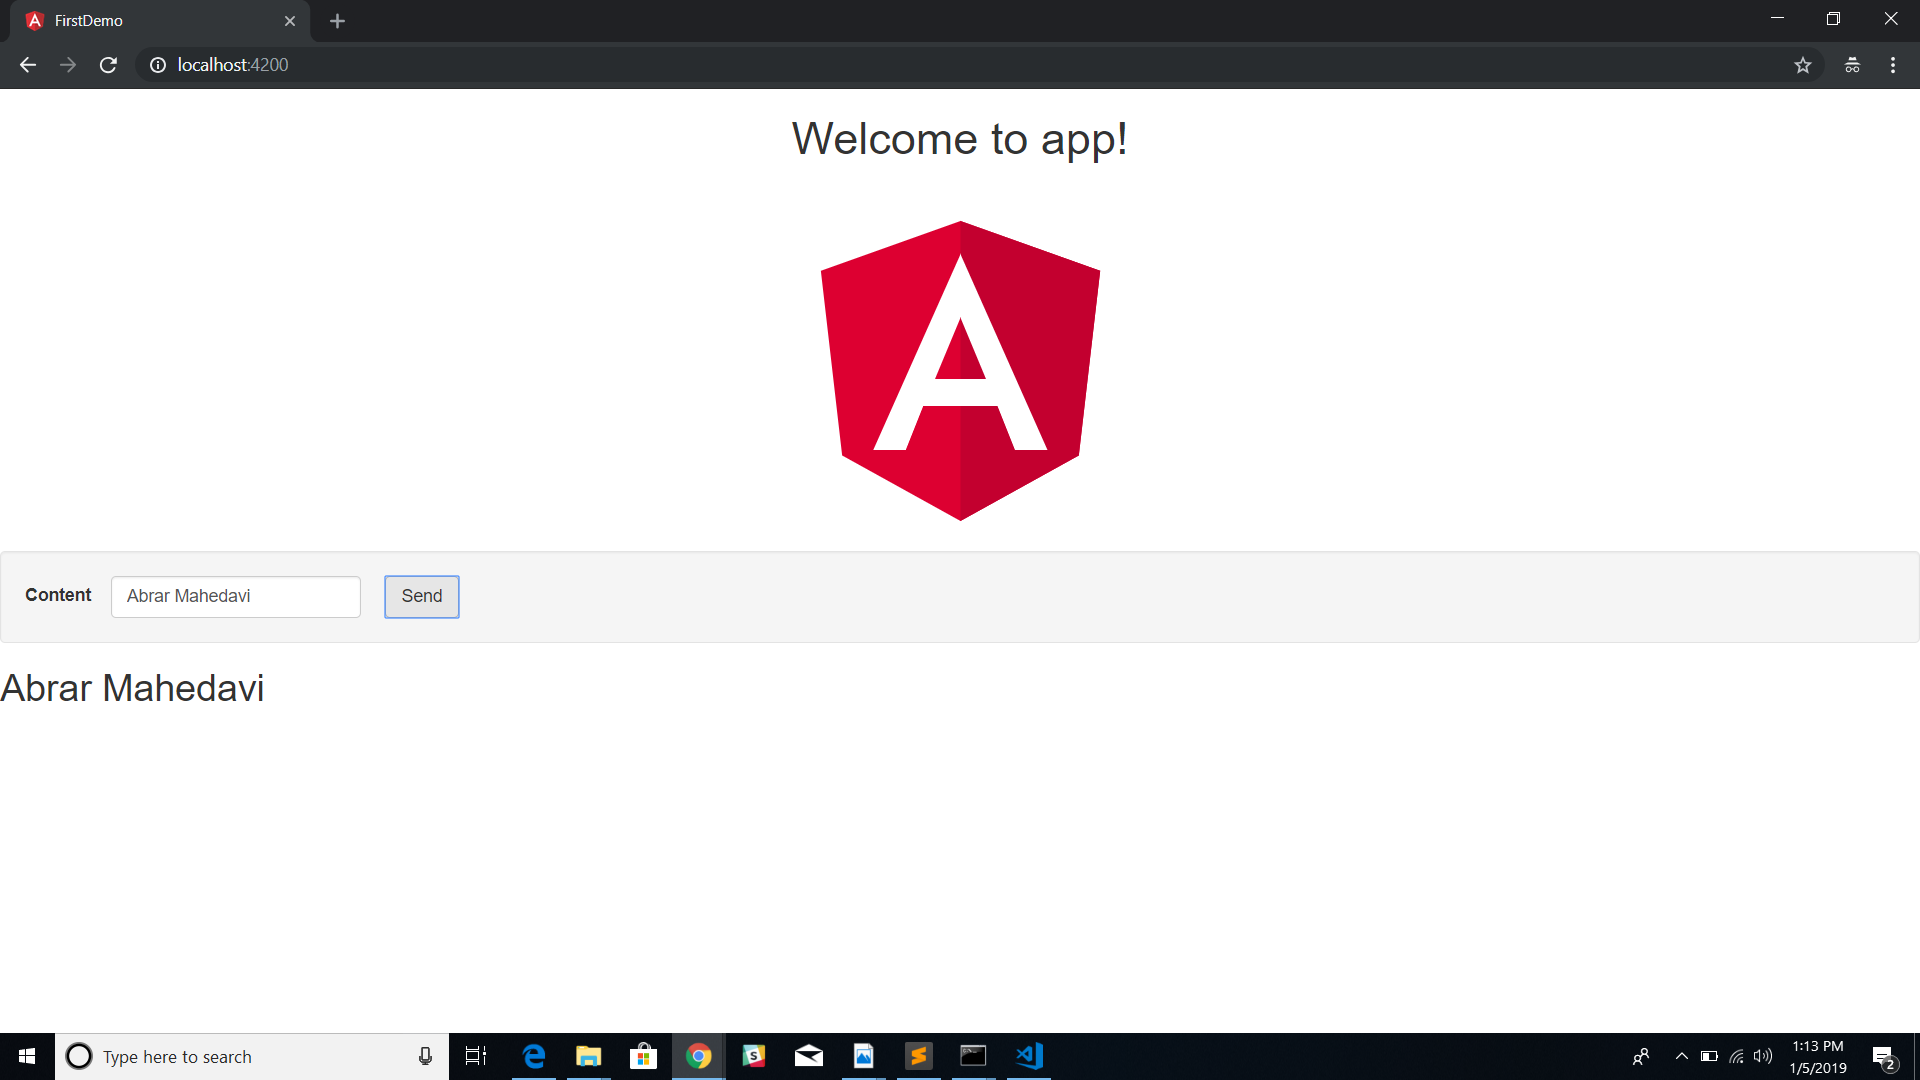 FirstDemo
localhost:4200
Welcome to app!
A
Content Abrar Mahedavi Send
Abrar Mahedavi
Type here to search
1:13 PM
1/5/2019
2